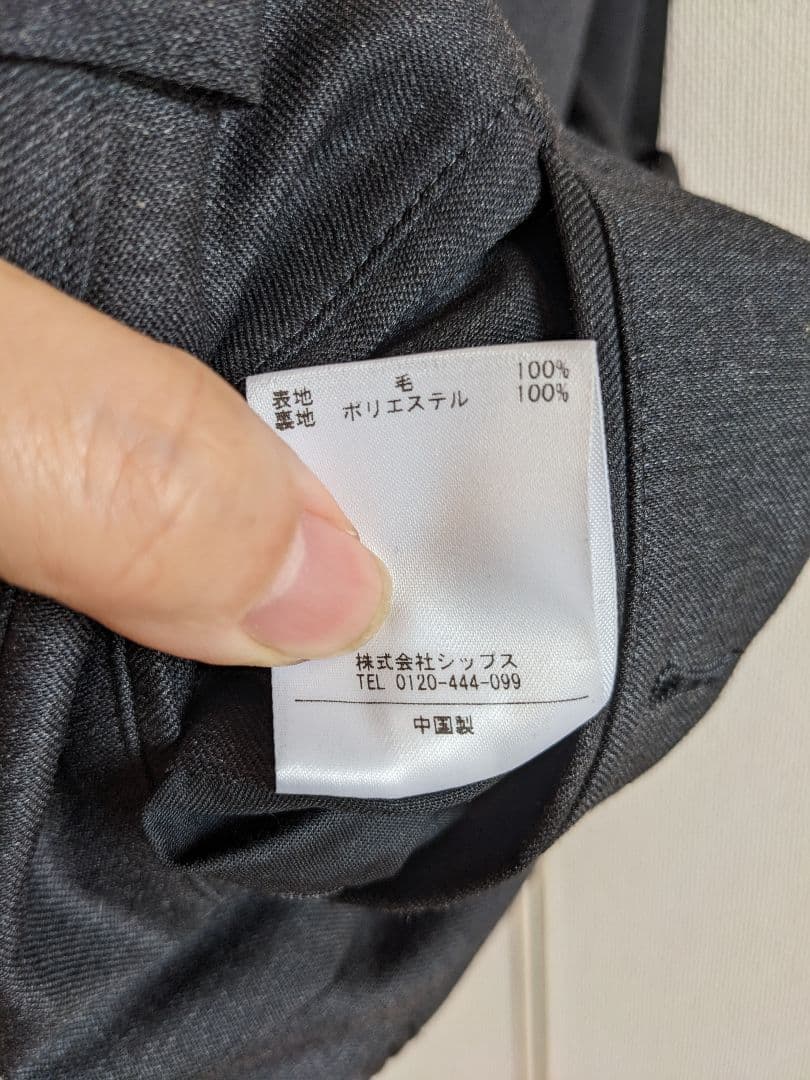 表地 毛 100%
裏地 ポリエステル 100%
株式会社シップス
TEL 0120-444-099
中国製